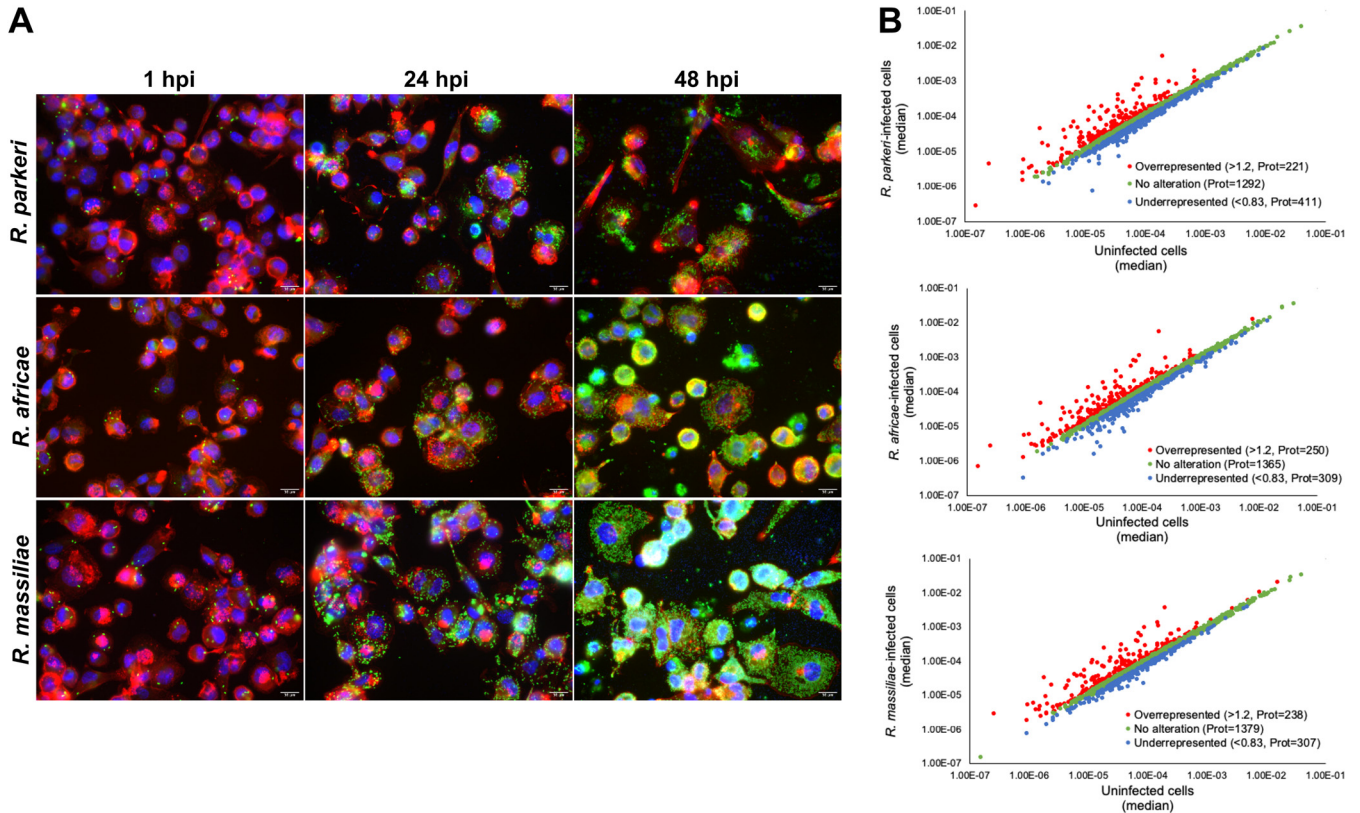 A
1 hpi
24 hpi
48 hpi
R. parkeri
R. africae
R. massiliae
B
R. parkeri-infected cells
(median)
1.00E-01
1.00E-02
1.00E-03
1.00E-04
1.00E-05
1.00E-06
1.00E-07
Overrepresented (>1.2, Prot=221)
No alteration (Prot=1292)
Underrepresented (<0.83, Prot=411)
1.00E-07 1.00E-06 1.00E-05 1.00E-04 1.00E-03 1.00E-02 1.00E-01
Uninfected cells
(median)
R. africae-infected cells
(median)
1.00E-01
1.00E-02
1.00E-03
1.00E-04
1.00E-05
1.00E-06
1.00E-07
Overrepresented (>1.2, Prot=250)
No alteration (Prot=1365)
Underrepresented (<0.83, Prot=309)
1.00E-07 1.00E-06 1.00E-05 1.00E-04 1.00E-03 1.00E-02 1.00E-01
Uninfected cells
(median)
R. massiliae-infected cells
(median)
1.00E-01
1.00E-02
1.00E-03
1.00E-04
1.00E-05
1.00E-06
1.00E-07
Overrepresented (>1.2, Prot=238)
No alteration (Prot=1379)
Underrepresented (<0.83, Prot=307)
1.00E-07 1.00E-06 1.00E-05 1.00E-04 1.00E-03 1.00E-02 1.00E-01
Uninfected cells
(median)